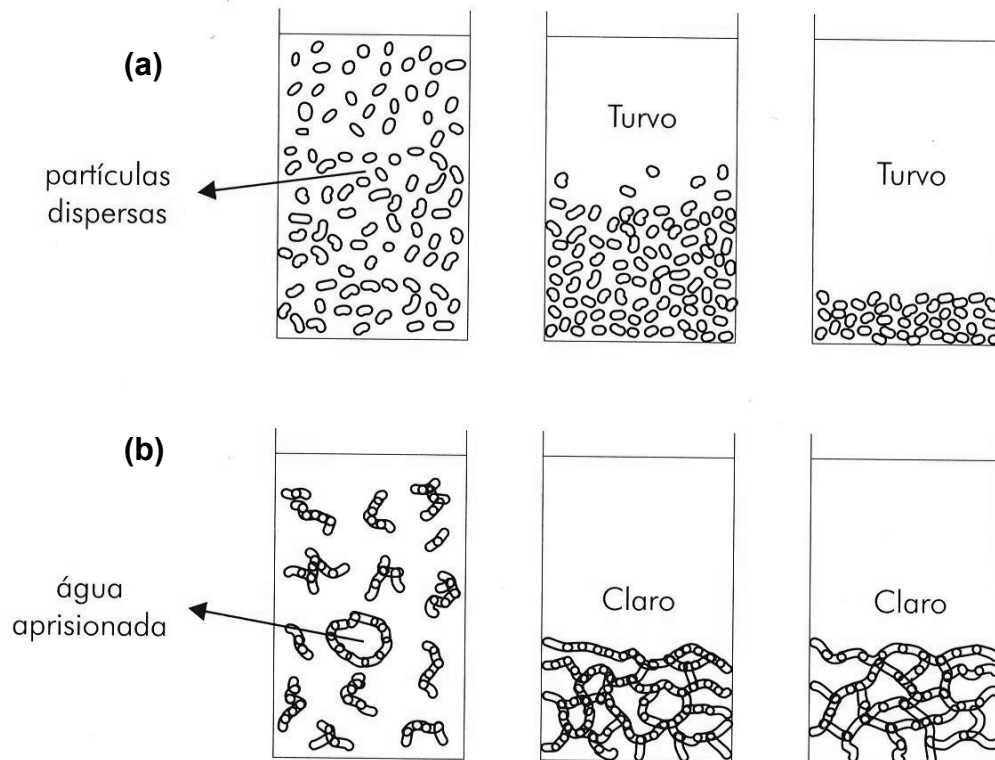 (a)
Turvo
Turvo
partículas
dispersas
(b)
Claro
Claro
água
aprisionada